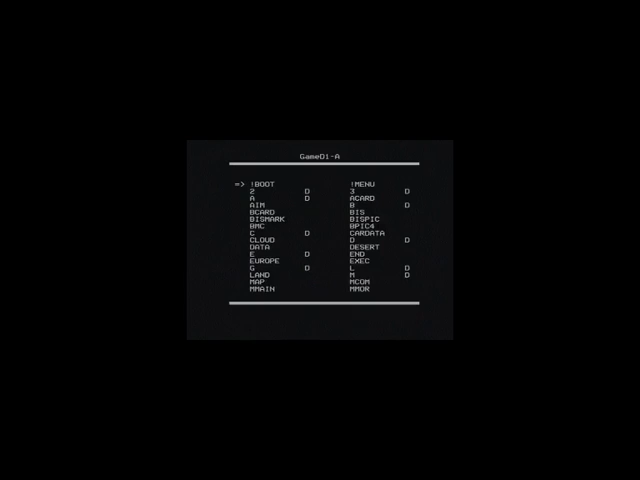 GameD1-A
=> !BOOT !MENU
2 D 3 D
A D ACARD
AIM B D
BCARD BIS
BISMARK BISPIC
BMC BPIC4
C D CARDATA
CLOUD D D
DATA DESERT
E D END
EUROPE EXEC
G D L D
LAND M D
MAP MCOM
MMAIN MMOR